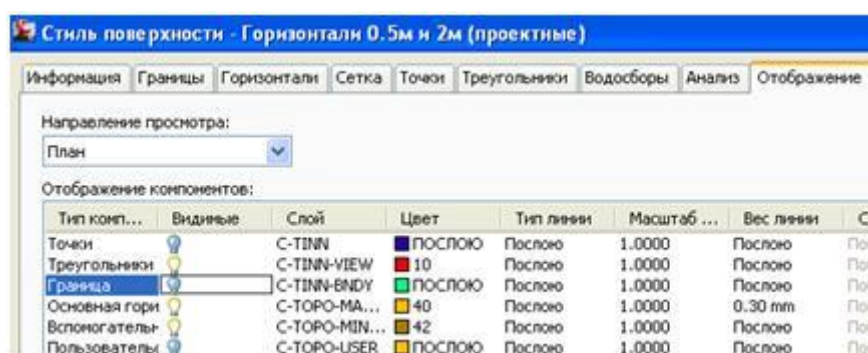 Стиль поверхности - Горизонтали 0.5м и 2м (проектные)
Информация Границы Горизонтали Сетка Точки Треугольники Водосборы Анализ Отображение
Направление просмотра:
План
Отображение компонентов:
Тип комп... Видимые Слой Цвет Тип линии Масштаб ... Вес линии
Точки C-TINN ПОСЛОЮ Послою 1.0000 Послою
Треугольники C-TINN-VIEW 10 Послою 1.0000 Послою
Граница C-TINN-BNDY ПОСЛОЮ Послою 1.0000 Послою
Основная гори C-TOPO-MA... 40 Послою 1.0000 0.30 mm
Вспомогательн C-TOPO-MIN... 42 Послою 1.0000 Послою
Пользователы C-TOPO-USER ПОСЛОЮ Послою 1.0000 Послою